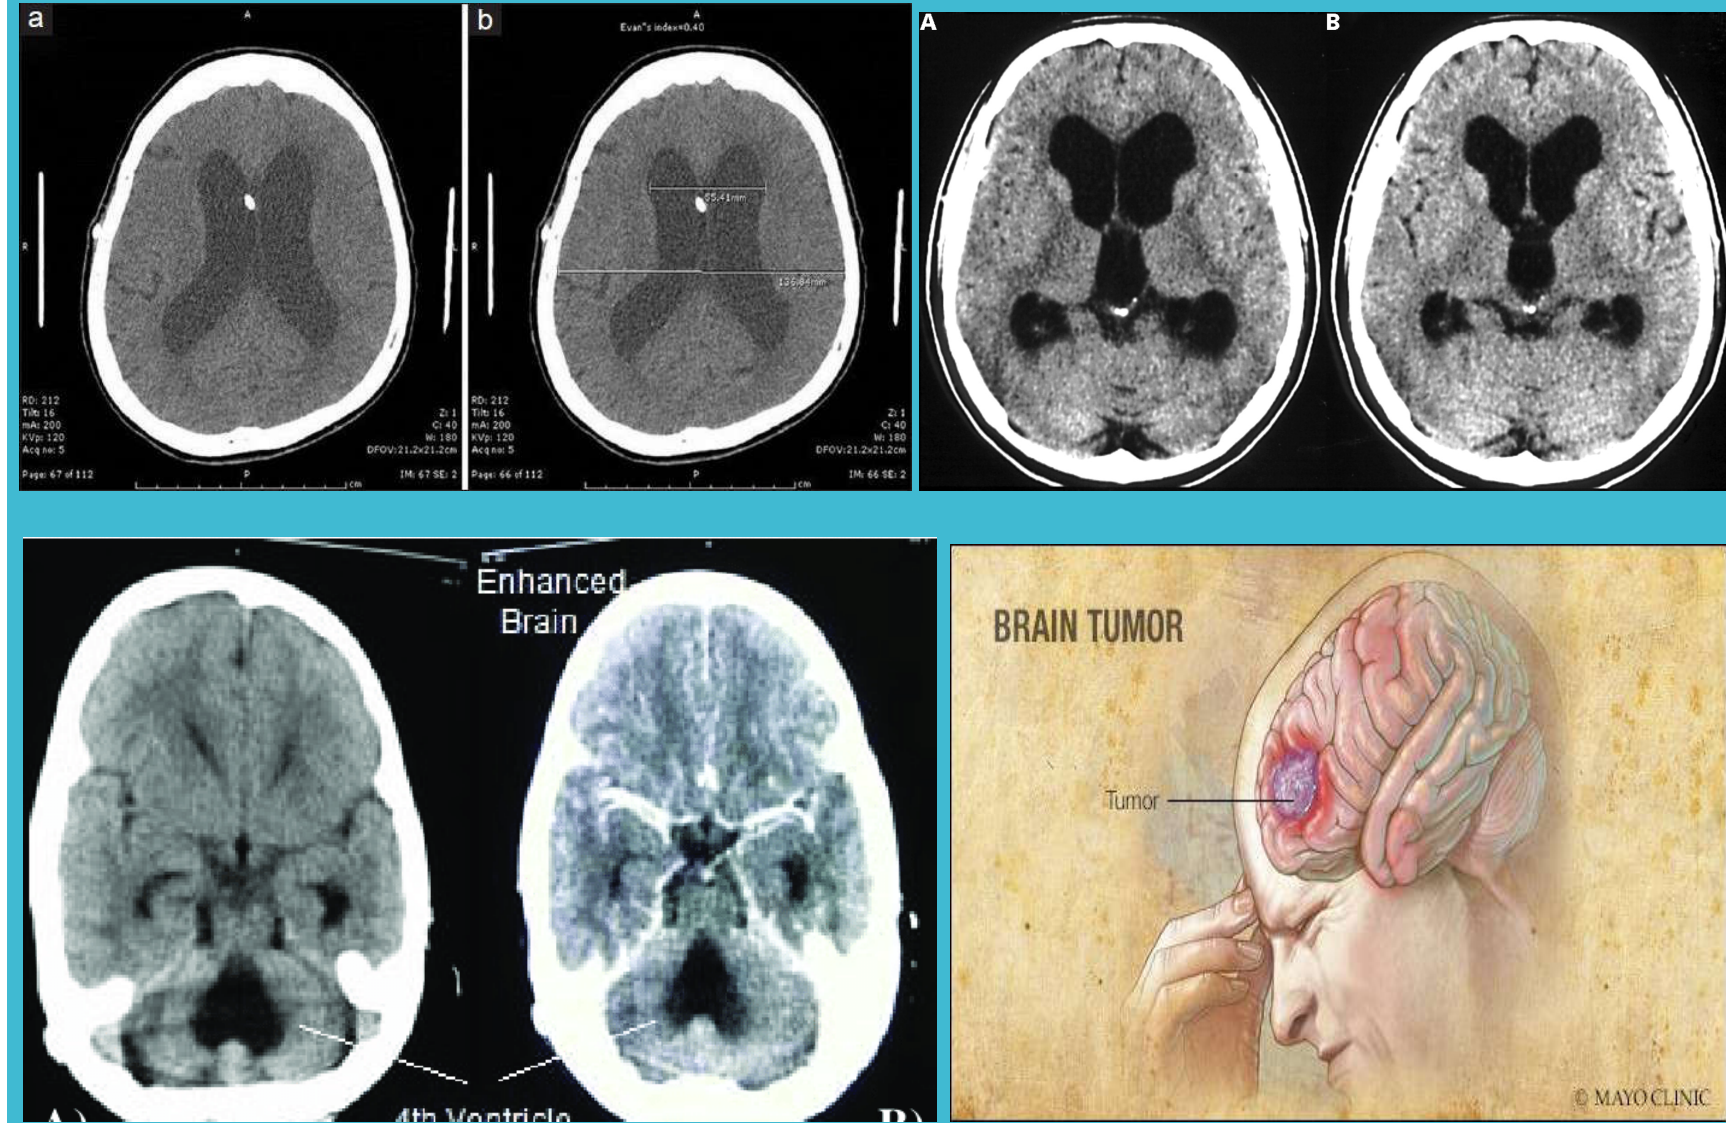 a
A
R
RD: 212
Tilt: 16
mA: 200
KVp: 120
Acq no: 5
Page: 67 of 112
L
Z: 1
C: 40
W: 180
DFOV:21.2x21.2cm
IM: 67 SE: 2
P
cm
b
A
Evan"s index=0.40
55.41mm
136.84mm
R
RD: 212
Tilt: 16
mA: 200
KVp: 120
Acq no: 5
Page: 66 of 112
Z: 1
C: 40
W: 180
DFOV:21.2x21.2cm
IM: 66 SE: 2
P
cm
A
B
Enhanced
Brain
A)
4th Ventricle
B)
BRAIN TUMOR
Tumor
© MAYO CLINIC